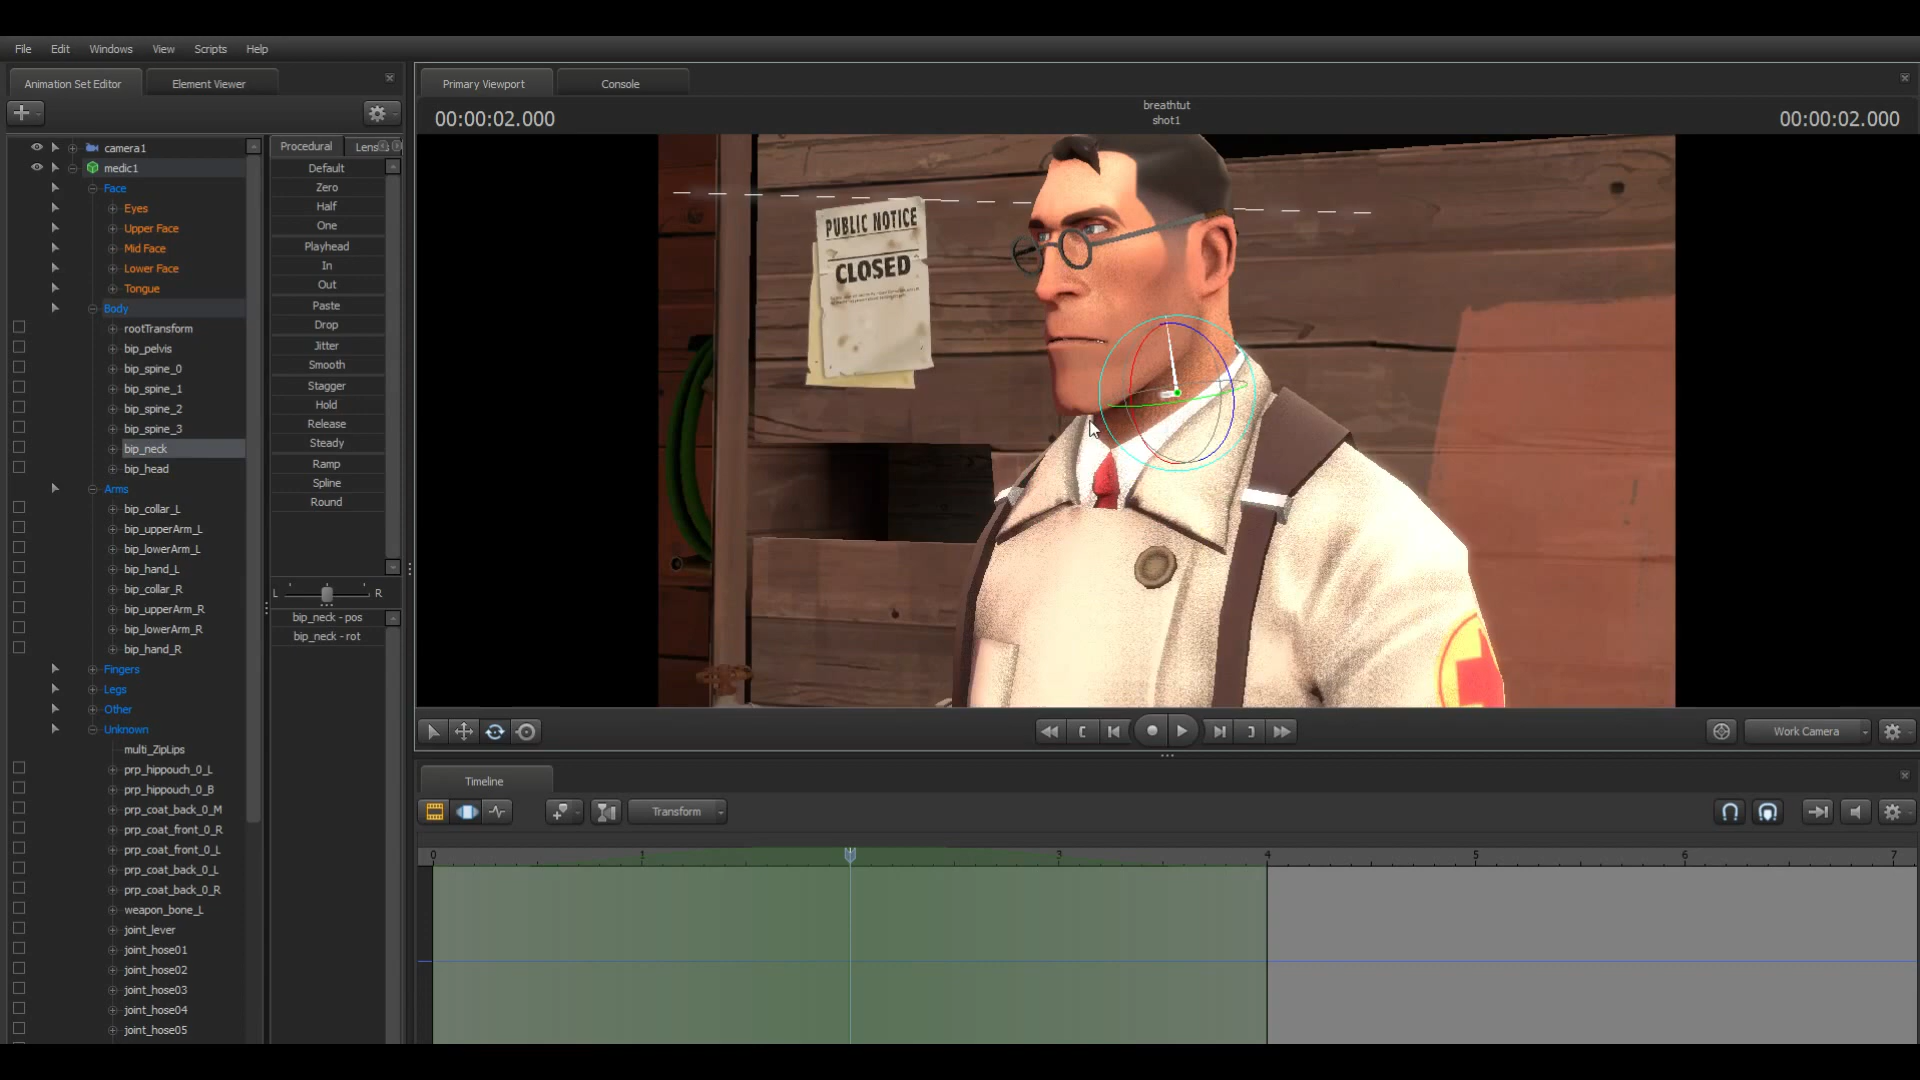 File Edit Windows View Scripts Help
Animation Set Editor Element Viewer
Primary Viewport Console
00:00:02.000
breathtut
shot1
00:00:02.000
camera1
medic1
Face
Eyes
Upper Face
Mid Face
Lower Face
Tongue
Body
rootTransform
bip_pelvis
bip_spine_0
bip_spine_1
bip_spine_2
bip_spine_3
bip_neck
bip_head
Arms
bip_collar_L
bip_upperArm_L
bip_lowerArm_L
bip_hand_L
bip_collar_R
bip_upperArm_R
bip_lowerArm_R
bip_hand_R
Fingers
Legs
Other
Unknown
multi_ZipLips
prp_hippouch_0_L
prp_hippouch_0_B
prp_coat_back_0_M
prp_coat_front_0_R
prp_coat_front_0_L
prp_coat_back_0_L
prp_coat_back_0_R
weapon_bone_L
joint_lever
joint_hose01
joint_hose02
joint_hose03
joint_hose04
joint_hose05
Procedural Lens
Default
Zero
Half
One
Playhead
In
Out
Paste
Drop
Jitter
Smooth
Stagger
Hold
Release
Steady
Ramp
Spline
Round
L R
bip_neck - pos
bip_neck - rot
PUBLIC NOTICE
CLOSED
Work Camera
Timeline
Transform
0 1 3 4 5 6 7